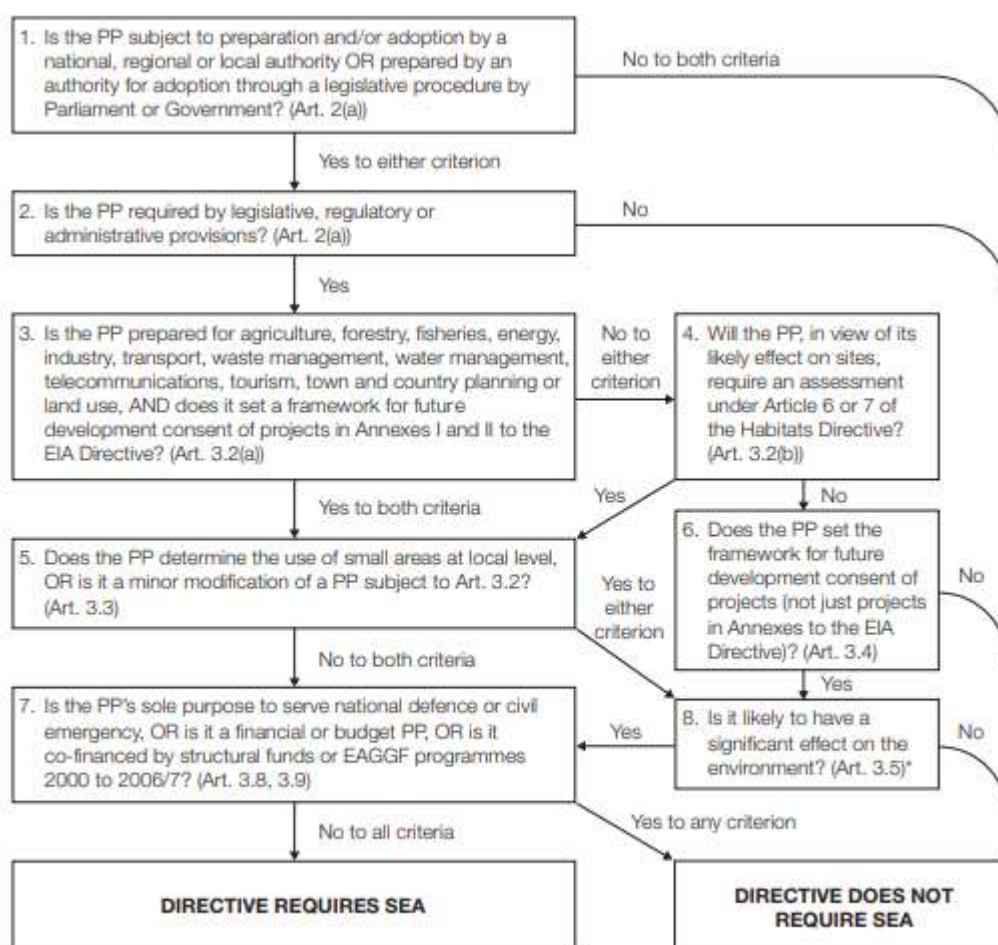 1. Is the PP subject to preparation and/or adoption by a
national, regional or local authority OR prepared by an
authority for adoption through a legislative procedure by
Parliament or Government? (Art. 2(a))
No to both criteria
Yes to either criterion
2. Is the PP required by legislative, regulatory or
administrative provisions? (Art. 2(a))
No
Yes
3. Is the PP prepared for agriculture, forestry, fisheries, energy,
industry, transport, waste management, water management,
telecommunications, tourism, town and country planning or
land use, AND does it set a framework for future
development consent of projects in Annexes I and II to the
EIA Directive? (Art. 3.2(a))
No to
either
criterion
4. Will the PP, in view of its
likely effect on sites,
require an assessment
under Article 6 or 7 of
the Habitats Directive?
(Art. 3.2(b))
Yes to both criteria
Yes
No
5. Does the PP determine the use of small areas at local level,
OR is it a minor modification of a PP subject to Art. 3.2?
(Art. 3.3)
Yes to
either
criterion
6. Does the PP set the
framework for future
development consent of
projects (not just projects
in Annexes to the EIA
Directive)? (Art. 3.4)
No
No to both criteria
Yes
7. Is the PP's sole purpose to serve national defence or civil
emergency, OR is it a financial or budget PP, OR is it
co-financed by structural funds or EAGGF programmes
2000 to 2006/7? (Art. 3.8, 3.9)
Yes
8. Is it likely to have a
significant effect on the
environment? (Art. 3.5)*
No
No to all criteria
Yes to any criterion
DIRECTIVE REQUIRES SEA
DIRECTIVE DOES NOT
REQUIRE SEA